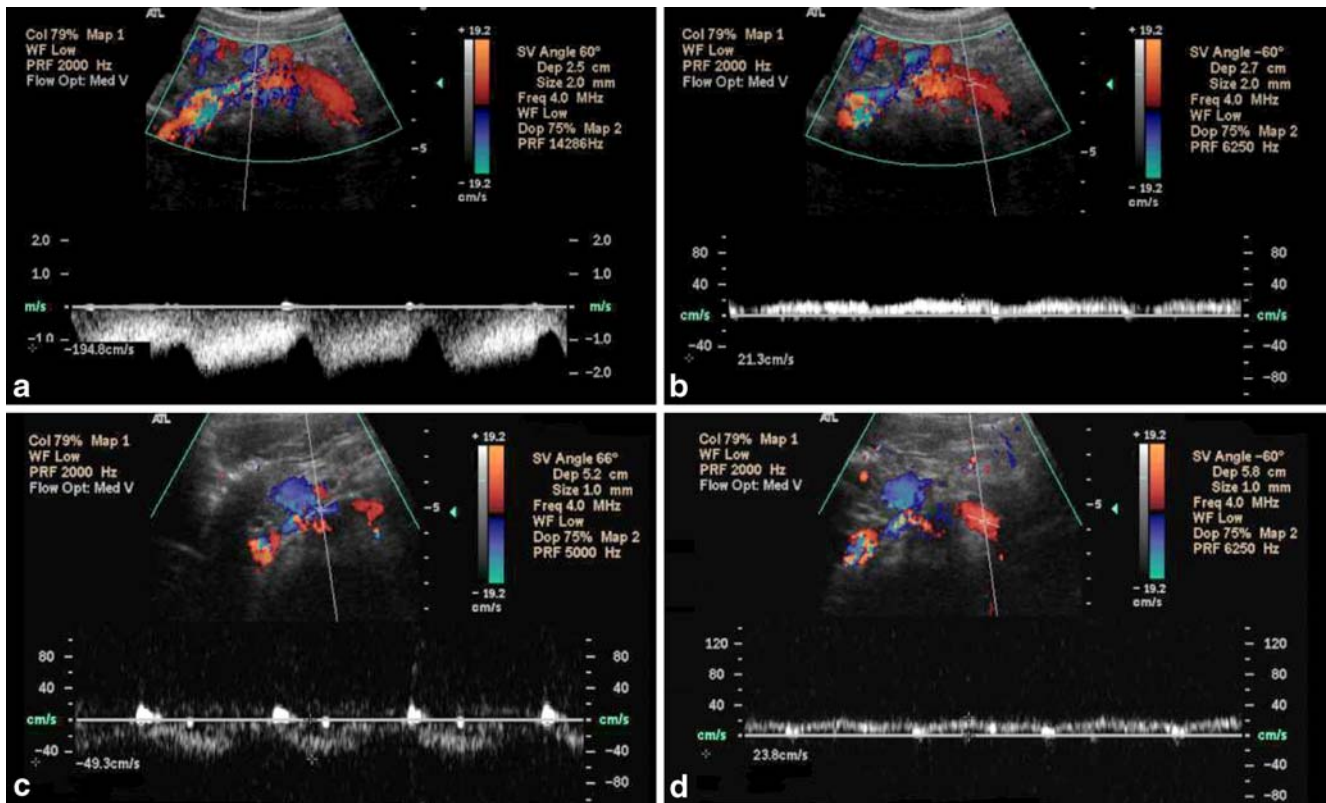 ATL
Col 79% Map 1
WF Low
PRF 2000 Hz
Flow Opt: Med V
+ 19.2
- 19.2
cm/s
SV Angle 60°
Dep 2.5 cm
Size 2.0 mm
Freq 4.0 MHz
WF Low
Dop 75% Map 2
PRF 14286Hz
-5
2.0
1.0
m/s
-1.0
-194.8cm/s
2.0
1.0
m/s
-1.0
-2.0
a
ATL
Col 79% Map 1
WF Low
PRF 2000 Hz
Flow Opt: Med V
+ 19.2
- 19.2
cm/s
SV Angle -60°
Dep 2.7 cm
Size 2.0 mm
Freq 4.0 MHz
WF Low
Dop 75% Map 2
PRF 6250Hz
-5
80
40
cm/s
-40
21.3cm/s
80
40
cm/s
-40
-80
b
ATL
Col 79% Map 1
WF Low
PRF 2000 Hz
Flow Opt: Med V
+ 19.2
- 19.2
cm/s
SV Angle 66°
Dep 5.2 cm
Size 1.0 mm
Freq 4.0 MHz
WF Low
Dop 75% Map 2
PRF 5000 Hz
-5
80
40
cm/s
-40
-49.3cm/s
80
40
cm/s
-40
-80
c
ATL
Col 79% Map 1
WF Low
PRF 2000 Hz
Flow Opt: Med V
+ 19.2
- 19.2
cm/s
SV Angle -60°
Dep 5.8 cm
Size 1.0 mm
Freq 4.0 MHz
WF Low
Dop 75% Map 2
PRF 6250 Hz
-5
120
80
40
cm/s
23.8cm/s
120
80
40
cm/s
-40
-80
d